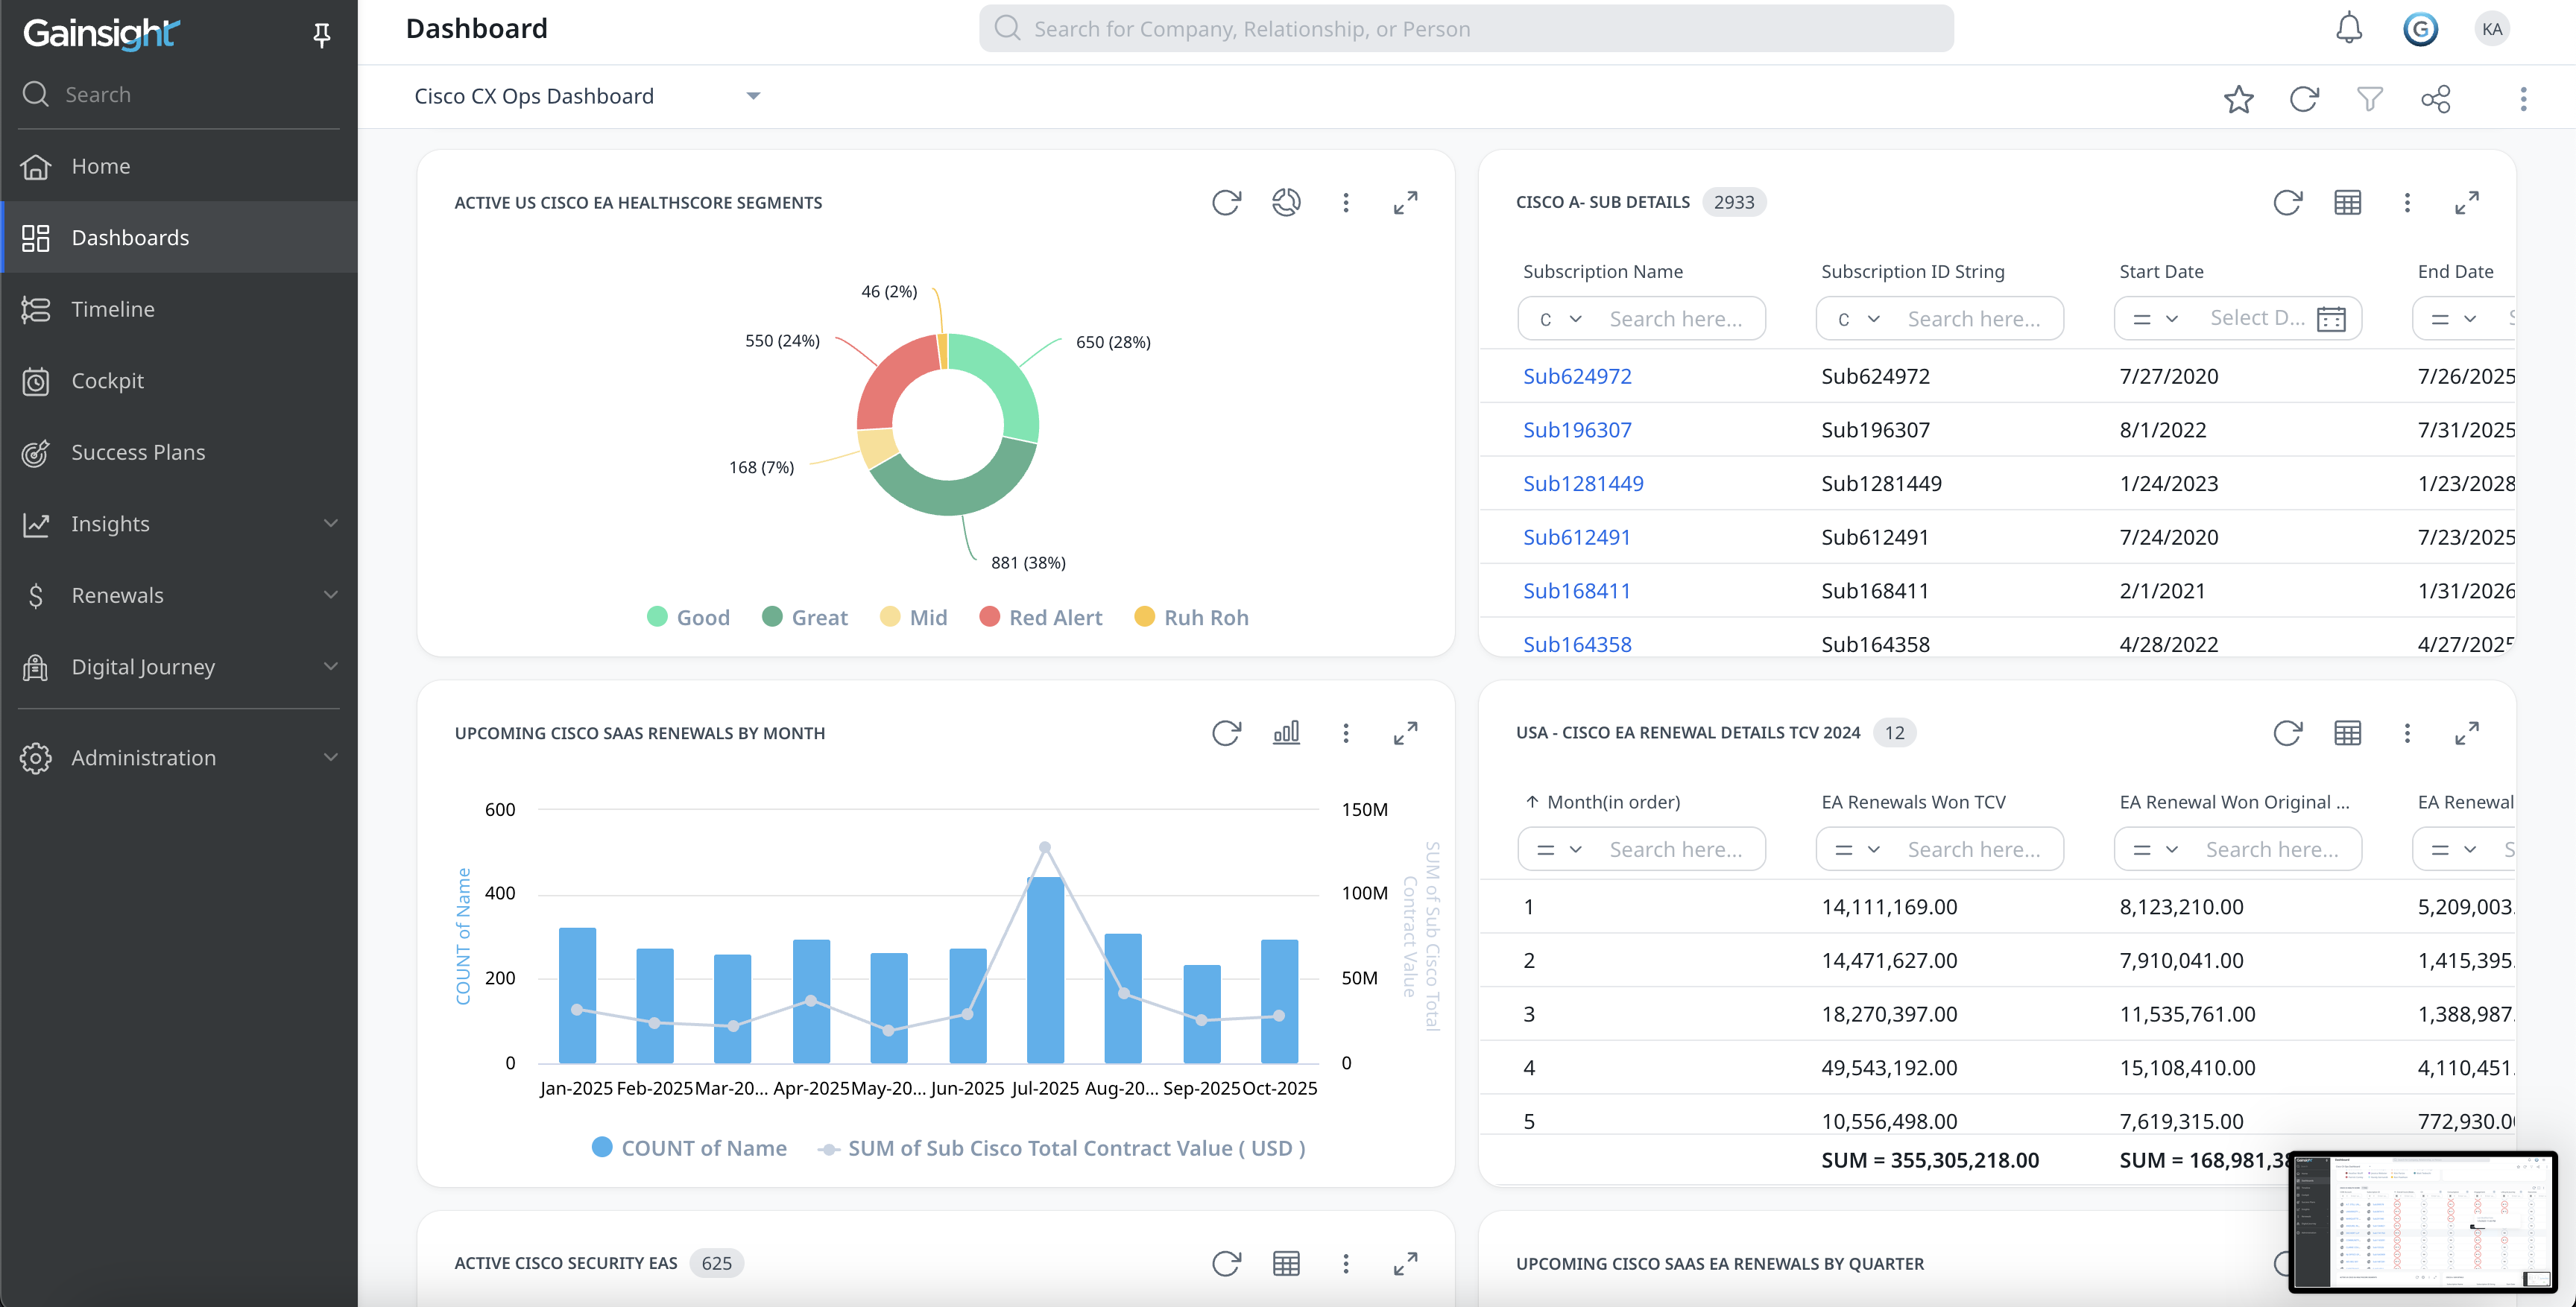 Gainsight
Search
Home
Dashboards
Timeline
Cockpit
Success Plans
Insights
Renewals
Digital Journey
Administration
Dashboard
Search for Company, Relationship, or Person
G
KA
Cisco CX Ops Dashboard
ACTIVE US CISCO EA HEALTHSCORE SEGMENTS
46 (2%)
550 (24%)
650 (28%)
168 (7%)
881 (38%)
Good Great Mid Red Alert Ruh Roh
CISCO A- SUB DETAILS 2933
Subscription Name Subscription ID String Start Date End Date
C Search here... C Search here... = Select D... = S
Sub624972 Sub624972 7/27/2020 7/26/2025
Sub196307 Sub196307 8/1/2022 7/31/2025
Sub1281449 Sub1281449 1/24/2023 1/23/2028
Sub612491 Sub612491 7/24/2020 7/23/2025
Sub168411 Sub168411 2/1/2021 1/31/2026
Sub164358 Sub164358 4/28/2022 4/27/2025
UPCOMING CISCO SAAS RENEWALS BY MONTH
600 150M
400 100M
200 50M
0 0
COUNT of Name
SUM of Sub Cisco Total
Contract Value
Jan-2025 Feb-2025 Mar-20... Apr-2025 May-20... Jun-2025 Jul-2025 Aug-20... Sep-2025 Oct-2025
COUNT of Name SUM of Sub Cisco Total Contract Value ( USD )
USA - CISCO EA RENEWAL DETAILS TCV 2024 12
↑ Month(in order) EA Renewals Won TCV EA Renewal Won Original ... EA Renewal
= Search here... = Search here... = Search here... = S
1 14,111,169.00 8,123,210.00 5,209,003.
2 14,471,627.00 7,910,041.00 1,415,395.
3 18,270,397.00 11,535,761.00 1,388,987.
4 49,543,192.00 15,108,410.00 4,110,451.
5 10,556,498.00 7,619,315.00 772,930.0
SUM = 355,305,218.00 SUM = 168,981,38
ACTIVE CISCO SECURITY EAS 625
UPCOMING CISCO SAAS EA RENEWALS BY QUARTER